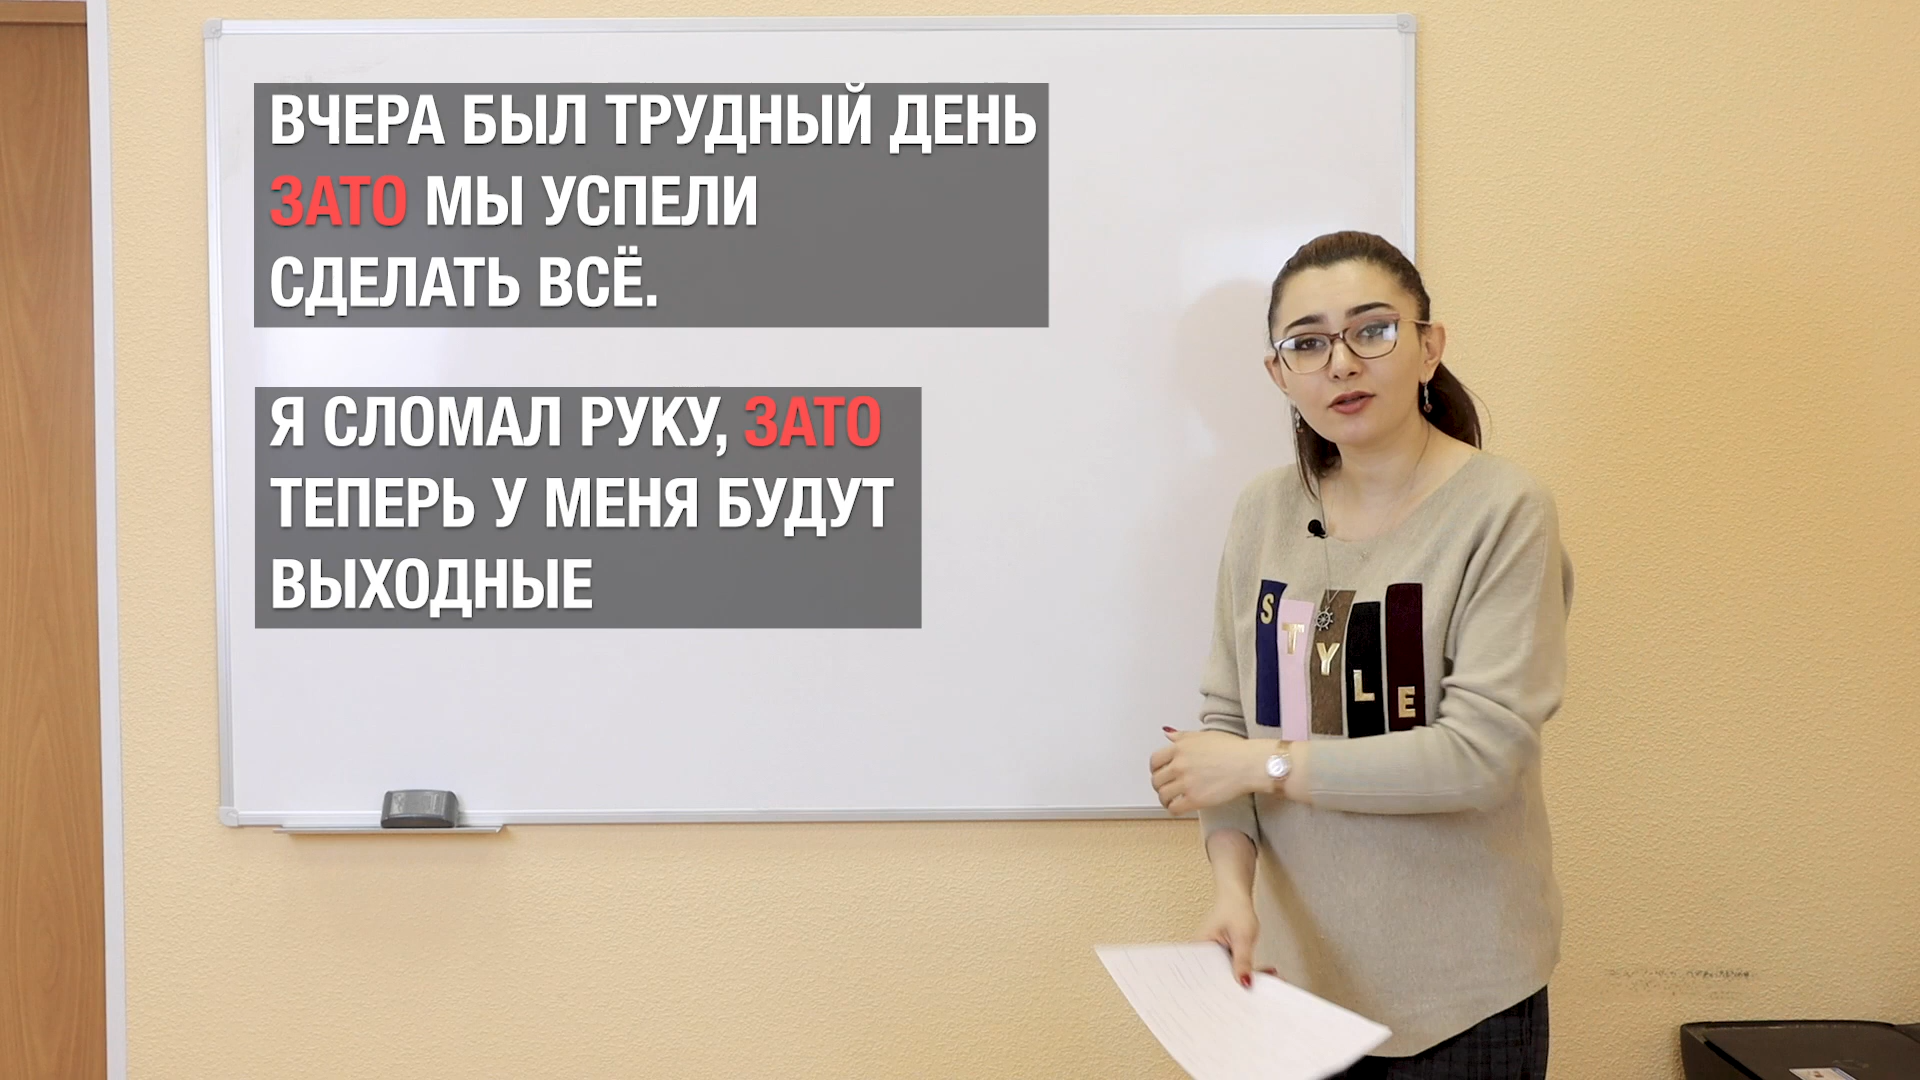 ВЧЕРА БЫЛ ТРУДНЫЙ ДЕНЬ
ЗАТО МЫ УСПЕЛИ
СДЕЛАТЬ ВСЁ.
Я СЛОМАЛ РУКУ, ЗАТО
ТЕПЕРЬ У МЕНЯ БУДУТ
ВЫХОДНЫЕ
STYLE